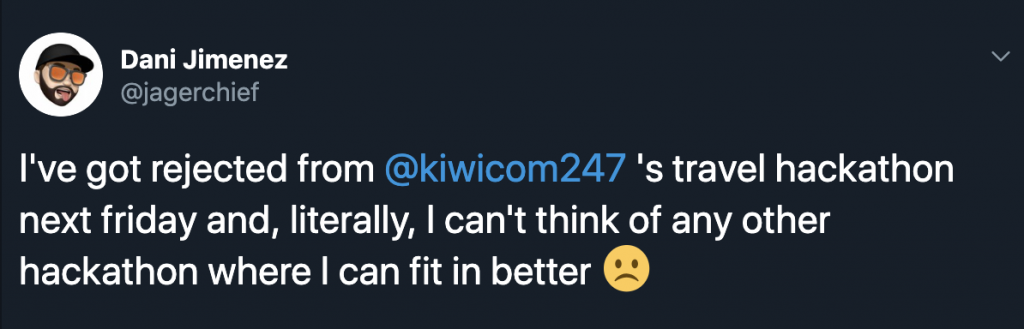 Dani Jimenez
@jagerchief
I've got rejected from @kiwicom247 's travel hackathon
next friday and, literally, I can't think of any other
hackathon where I can fit in better 🙁